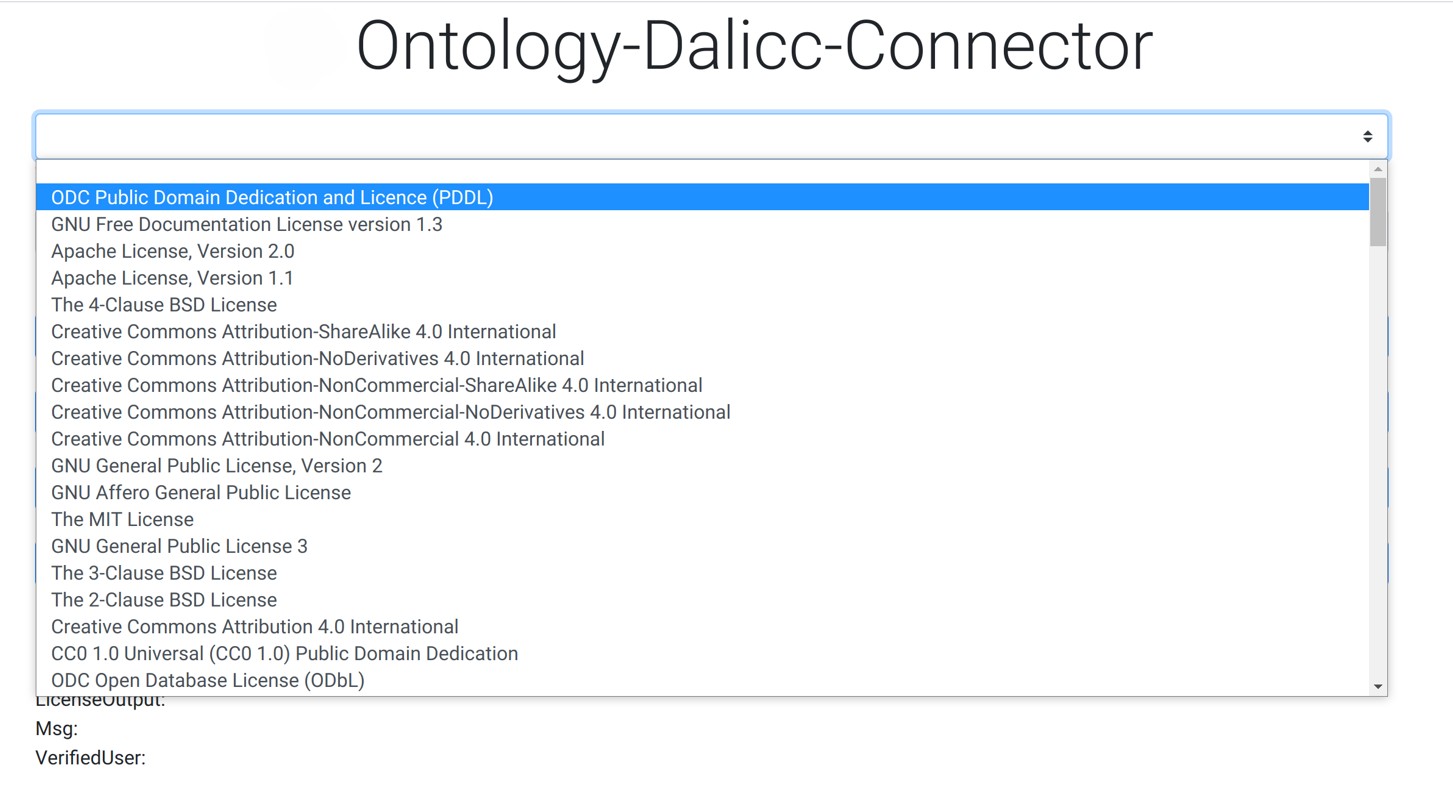 Ontology-Dalicc-Connector
ODC Public Domain Dedication and Licence (PDDL)
GNU Free Documentation License version 1.3
Apache License, Version 2.0
Apache License, Version 1.1
The 4-Clause BSD License
Creative Commons Attribution-ShareAlike 4.0 International
Creative Commons Attribution-NoDerivatives 4.0 International
Creative Commons Attribution-NonCommercial-ShareAlike 4.0 International
Creative Commons Attribution-NonCommercial-NoDerivatives 4.0 International
Creative Commons Attribution-NonCommercial 4.0 International
GNU General Public License, Version 2
GNU Affero General Public License
The MIT License
GNU General Public License 3
The 3-Clause BSD License
The 2-Clause BSD License
Creative Commons Attribution 4.0 International
CC0 1.0 Universal (CC0 1.0) Public Domain Dedication
ODC Open Database License (ODbL)
LicenseOutput:
Msg:
VerifiedUser: